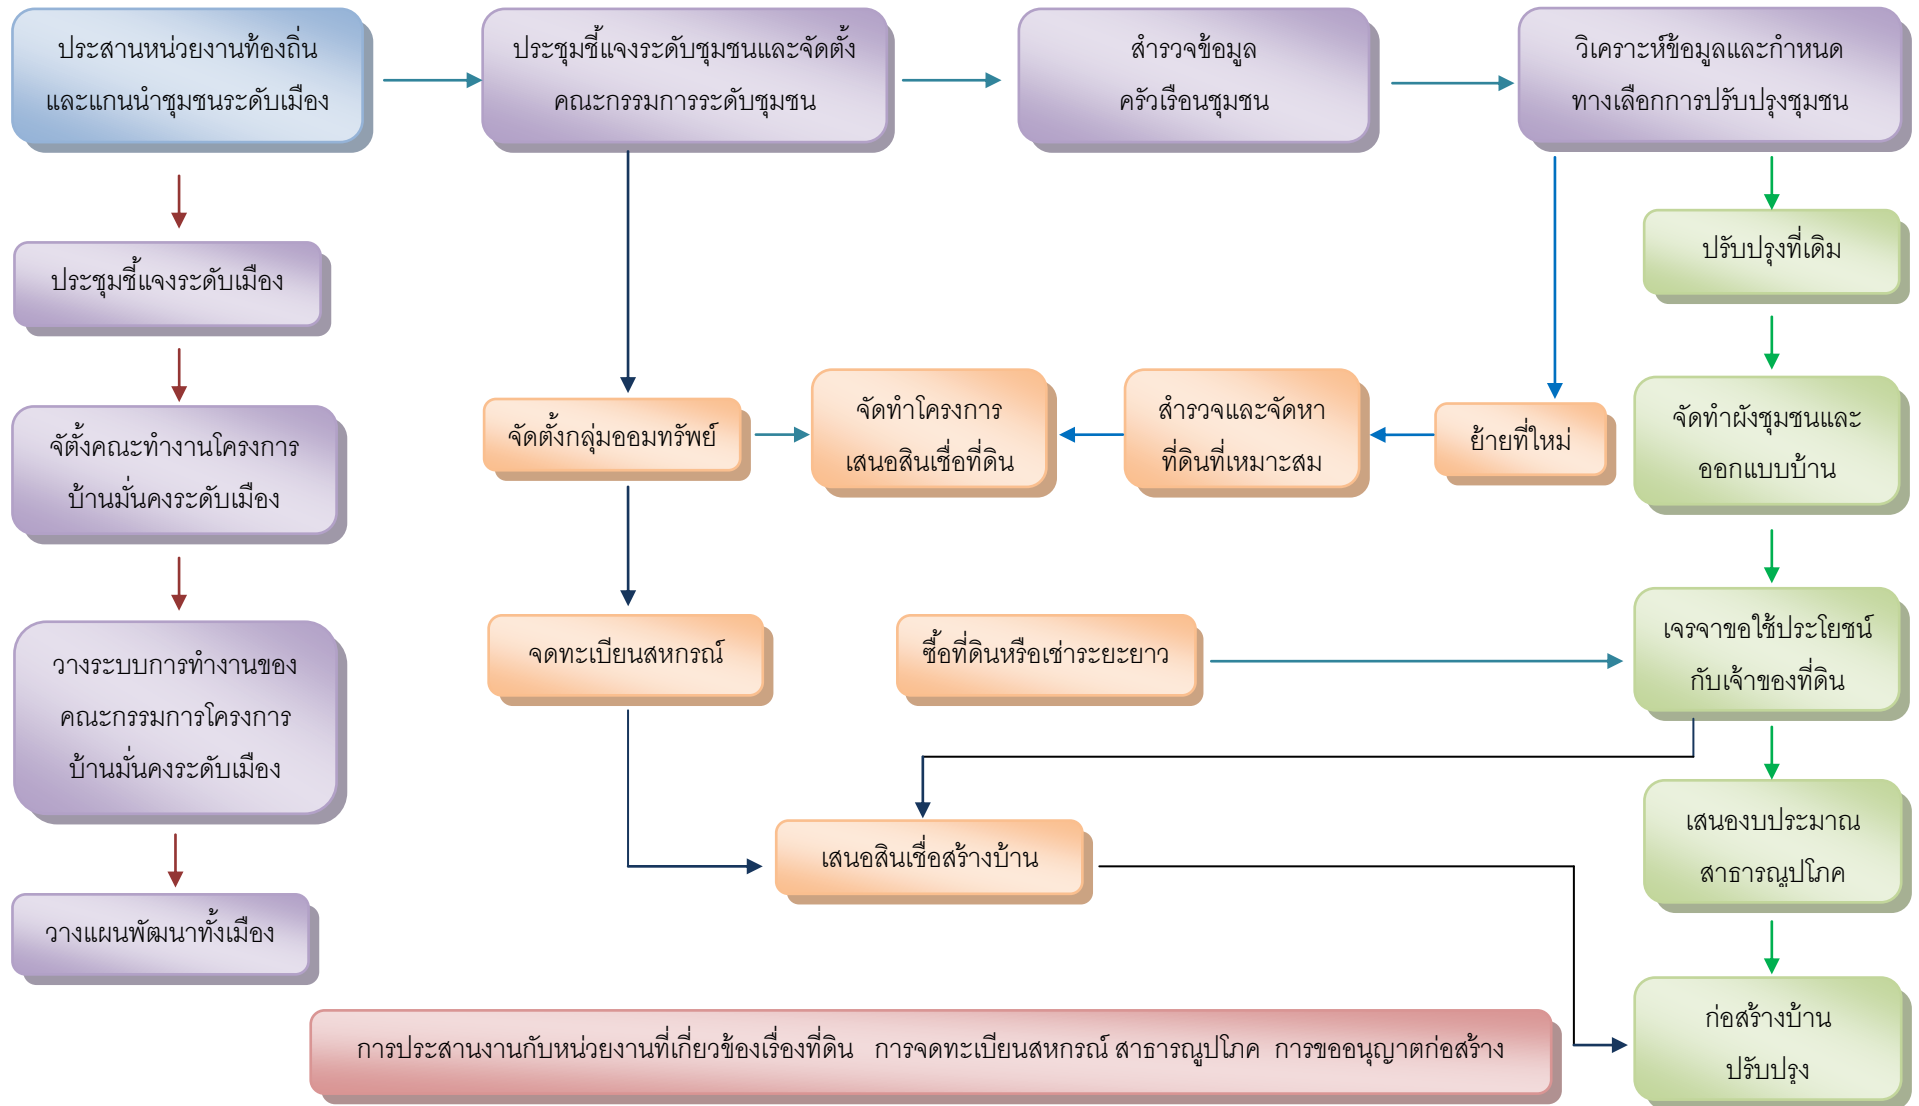 ประสานหน่วยงานท้องถิ่น
และแกนนำชุมชนระดับเมือง
ประชุมชี้แจงระดับชุมชนและจัดตั้ง
คณะกรรมการระดับชุมชน
สำรวจข้อมูล
ครัวเรือนชุมชน
วิเคราะห์ข้อมูลและกำหนด
ทางเลือกการปรับปรุงชุมชน
ประชุมชี้แจงระดับเมือง
ปรับปรุงที่เดิม
จัตั้งคณะทำงานโครงการ
บ้านมั่นคงระดับเมือง
จัดตั้งกลุ่มออมทรัพย์
จัดทำโครงการ
เสนอสินเชื่อที่ดิน
สำรวจและจัดหา
ที่ดินที่เหมาะสม
ย้ายที่ใหม่
จัดทำผังชุมชนและ
ออกแบบบ้าน
วางระบบการทำงานของ
คณะกรรมการโครงการ
บ้านมั่นคงระดับเมือง
จดทะเบียนสหกรณ์
ซื้อที่ดินหรือเช่าระยะยาว
เจรจาขอใช้ประโยชน์
กับเจ้าของที่ดิน
เสนอสินเชื่อสร้างบ้าน
เสนองบประมาณ
สาธารณูปโภค
วางแผนพัฒนาทั้งเมือง
ก่อสร้างบ้าน
ปรับปรุง
การประสานงานกับหน่วยงานที่เกี่ยวข้องเรื่องที่ดิน การจดทะเบียนสหกรณ์ สาธารณูปโภค การขออนุญาตก่อสร้าง